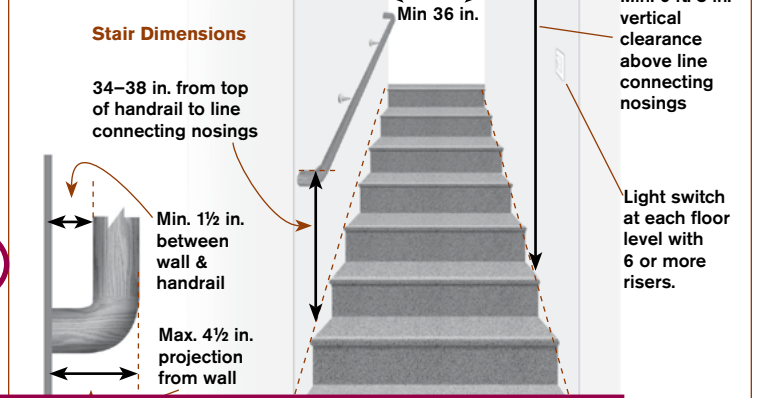 Min 36 in.
Stair Dimensions
34–38 in. from top
of handrail to line
connecting nosings
vertical
clearance
above line
connecting
nosings
Min. 1½ in.
between
wall &
handrail
Light switch
at each floor
level with
6 or more
risers.
Max. 4½ in.
projection
from wall